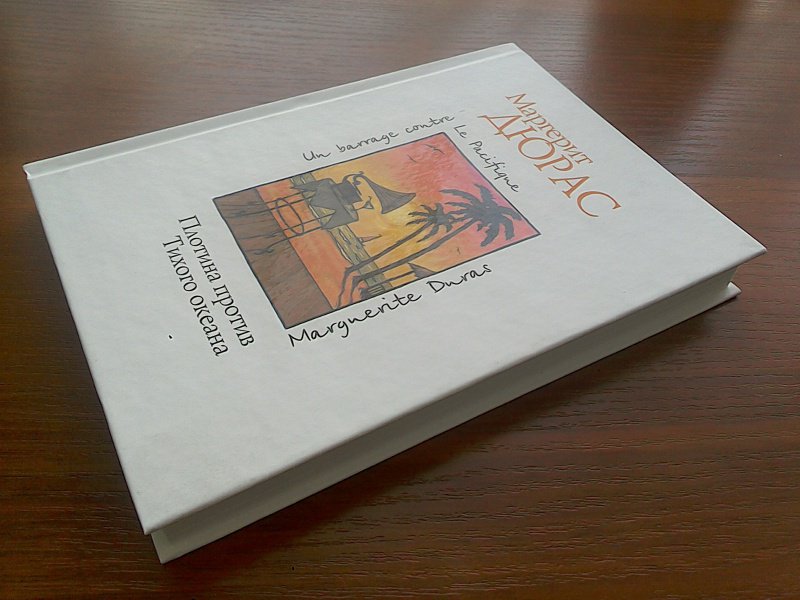 Маргерит
ДЮРАС
Un barrage contre
Le Pacifique
Marguerite Duras
Плотина против
Тихого океана